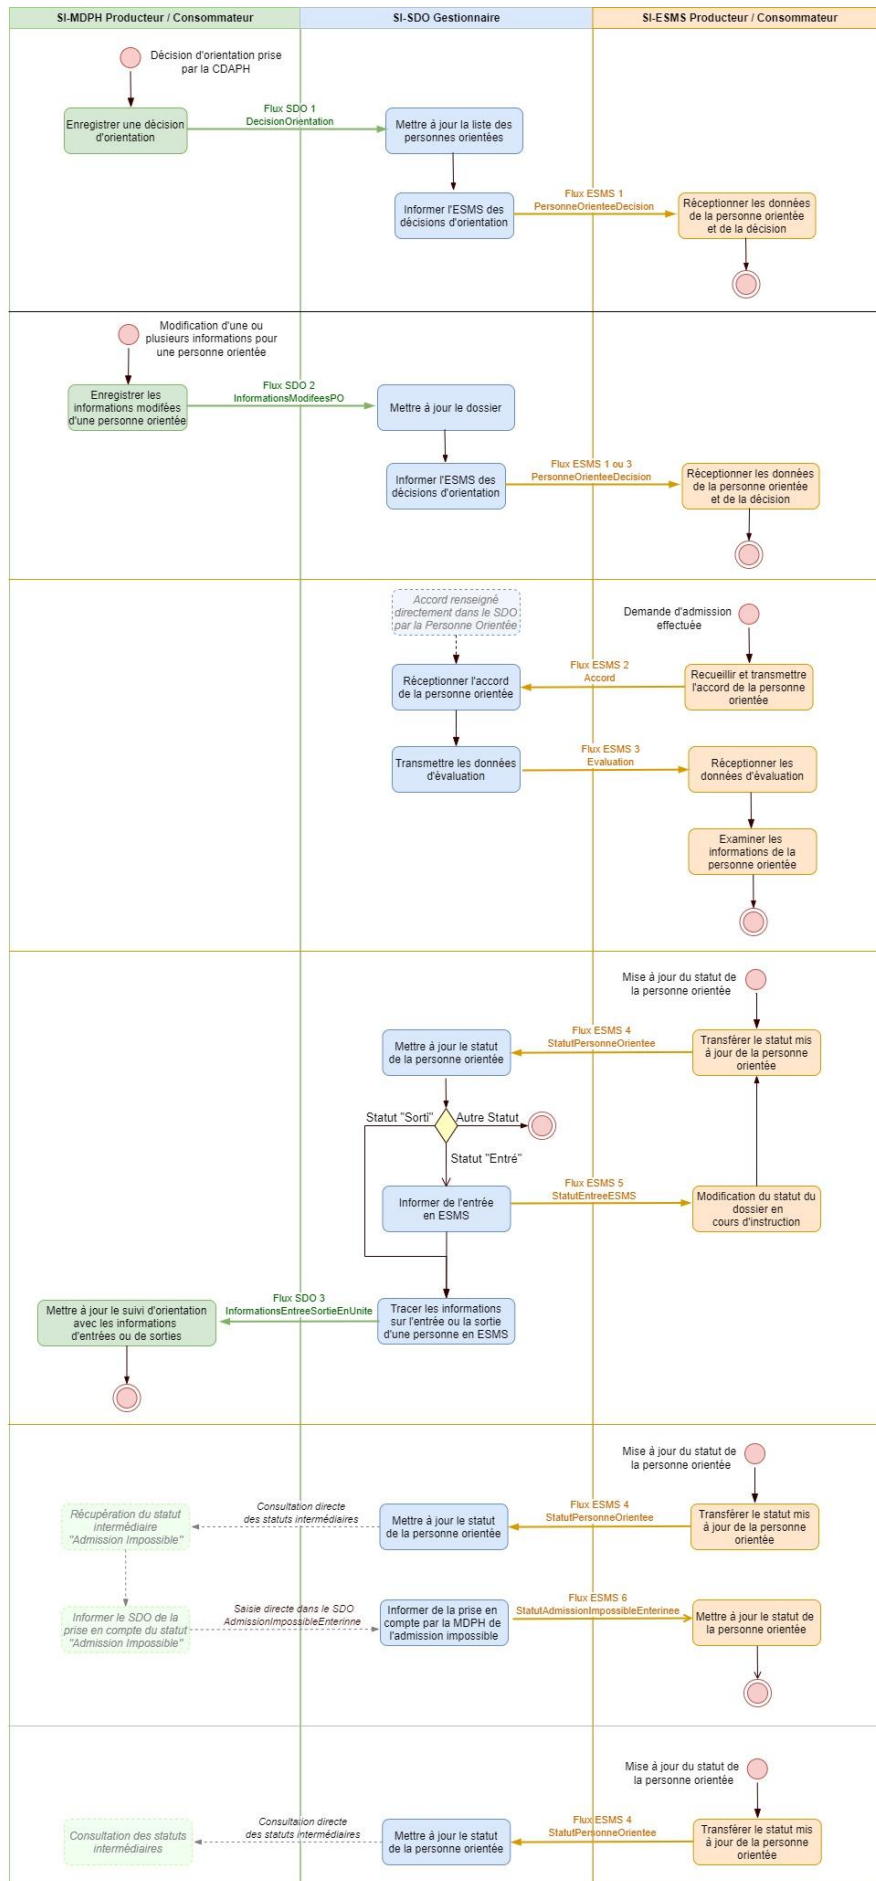 SI-MDPH Producteur / Consommateur
SI-SDO Gestionnaire
SI-ESMS Producteur / Consommateur
Décision d'orientation prise
par la CDAPH
Enregistrer une décision
d'orientation
Flux SDO 1
DecisionOrientation
Mettre à jour la liste des
personnes orientées
Informer l'ESMS des
décisions d'orientation
Flux ESMS 1
PersonneOrienteeDecision
Réceptionner les données
de la personne orientée
et de la décision
Modification d'une ou
plusieurs informations pour
une personne orientée
Enregistrer les
informations modifées
d'une personne orientée
Flux SDO 2
InformationsModifeesPO
Mettre à jour le dossier
Informer l'ESMS des
décisions d'orientation
Flux ESMS 1 ou 3
PersonneOrienteeDecision
Réceptionner les données
de la personne orientée
et de la décision
Accord renseigné
directement dans le SDO
par la Personne Orientée
Demande d'admission
effectuée
Réceptionner l'accord
de la personne orientée
Flux ESMS 2
Accord
Recueillir et transmettre
l'accord de la personne
orientée
Transmettre les données
d'évaluation
Flux ESMS 3
Evaluation
Réceptionner les
données d'évaluation
Examiner les
informations de la
personne orientée
Mise à jour du statut de
la personne orientée
Mettre à jour le statut
de la personne orientée
Flux ESMS 4
StatutPersonneOrientee
Transférer le statut mis
à jour de la personne
orientée
Statut "Sorti"
Autre Statut
Statut "Entré"
Informer de l'entrée
en ESMS
Flux ESMS 5
StatutEntreeESMS
Modification du statut du
dossier en
cours d'instruction
Mettre à jour le suivi d'orientation
avec les informations
d'entrées ou de sorties
Flux SDO 3
InformationsEntreeSortieEnUnite
Tracer les informations
sur l'entrée ou la sortie
d'une personne en ESMS
Mise à jour du statut de
la personne orientée
Récupération du statut
intermédiaire
"Admission Impossible"
Consultation directe
des statuts intermédiaires
Mettre à jour le statut
de la personne orientée
Flux ESMS 4
StatutPersonneOrientee
Transférer le statut mis
à jour de la personne
orientée
Informer le SDO de la
prise en compte du statut
"Admission Impossible"
Saisie directe dans le SDO
AdmissionImpossibleEnterinne
Informer de la prise en
compte par la MDPH de
l'admission impossible
Flux ESMS 6
StatutAdmissionImpossibleEnterinee
Mettre à jour le statut de
la personne orientée
Mise à jour du statut de
la personne orientée
Consultation des statuts
intermédiaires
Consultation directe
des statuts intermédiaires
Mettre à jour le statut
de la personne orientée
Flux ESMS 4
StatutPersonneOrientee
Transférer le statut mis
à jour de la personne
orientée